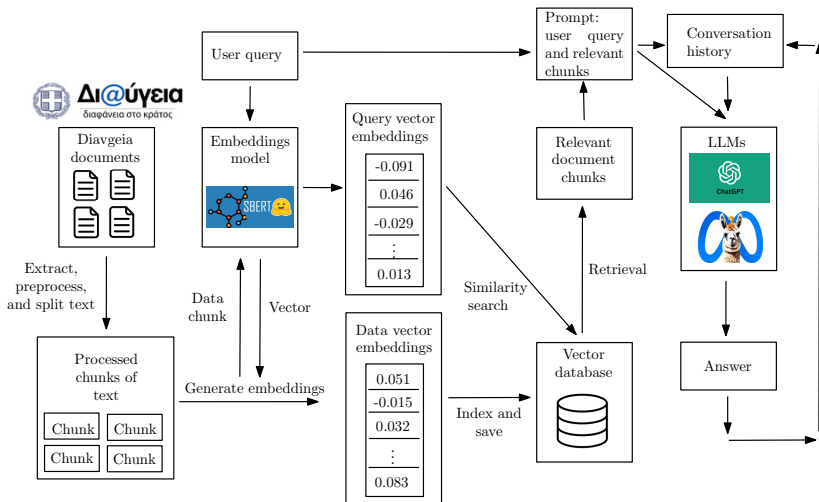 User query
Prompt:
user query
and relevant
chunks
Conversation
history
Δι@ύγεια
διαφάνεια στο κράτος
Diavgeia
documents
Embeddings
model
SBERT
Query vector
embeddings
-0.091
0.046
-0.029
⋮
0.013
Relevant
document
chunks
LLMs
ChatGPT
Extract,
preprocess,
and split text
Data
chunk
Vector
Similarity
search
Retrieval
Processed
chunks of
text
Chunk
Chunk
Chunk
Chunk
Generate embeddings
Data vector
embeddings
0.051
-0.015
0.032
⋮
0.083
Index and
save
Vector
database
Answer